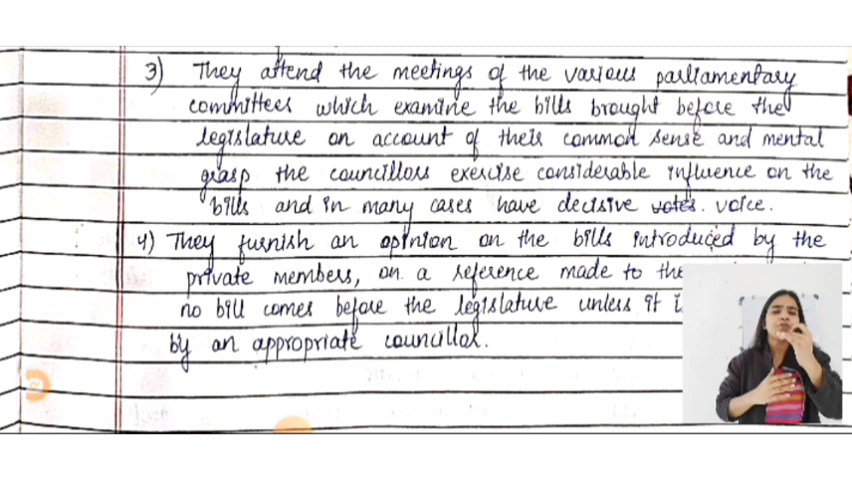 3) They attend the meetings of the various parliamentary
committees which examine the bills brought before the
legislature on account of their common sense and mental
grasp the councillors exercise considerable influence on the
bills and in many cases have decisive votes. voice.
4) They furnish an opinion on the bills introduced by the
private members, on a reference made to the
no bill comes before the legislature unless it
by an appropriate councillor.